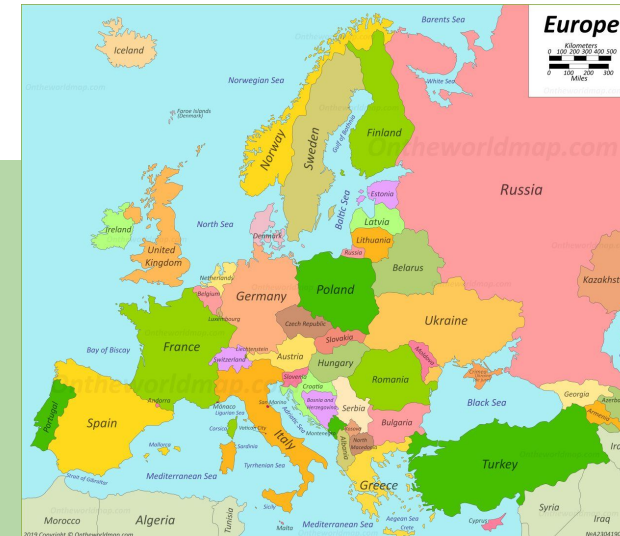 Europe
Kilometers
0 100 200 300 400 500
0 100 200 300
Miles
Barents Sea
White Sea
Iceland
Norwegian Sea
Faroe Islands
(Denmark)
Norway
Sweden
Finland
Gulf of Bothnia
Ontheworldmap.com
Russia
Estonia
Baltic Sea
Latvia
Lithuania
Russia
Belarus
North Sea
Denmark
Ireland
United
Kingdom
Netherlands
Belgium
Luxembourg
Germany
Poland
Kazakhst
Czech Republic
Slovakia
Ukraine
Moldova
France
Bay of Biscay
Liechtenstein
Switzerland
Austria
Hungary
Slovenia
Croatia
Bosnia and
Herzegovina
Serbia
Romania
Bulgaria
Black Sea
Georgia
Armenia
Azerba
Andorra
Monaco
Ligurian Sea
San Marino
Adriatic Sea
Montenegro
Kosovo
North
Macedonia
Albania
Portugal
Spain
Corsica
Vatican City
Italy
Mallorca
Sardinia
Tyrrhenian Sea
Greece
Turkey
Strait of Gibraltar
Mediterranean Sea
Sicily
Malta
Mediterranean Sea
Aegean Sea
Crete
Cyprus
Syria
Iraq
Morocco
Algeria
Tunisia
2019 Copyright © Ontheworldmap.com